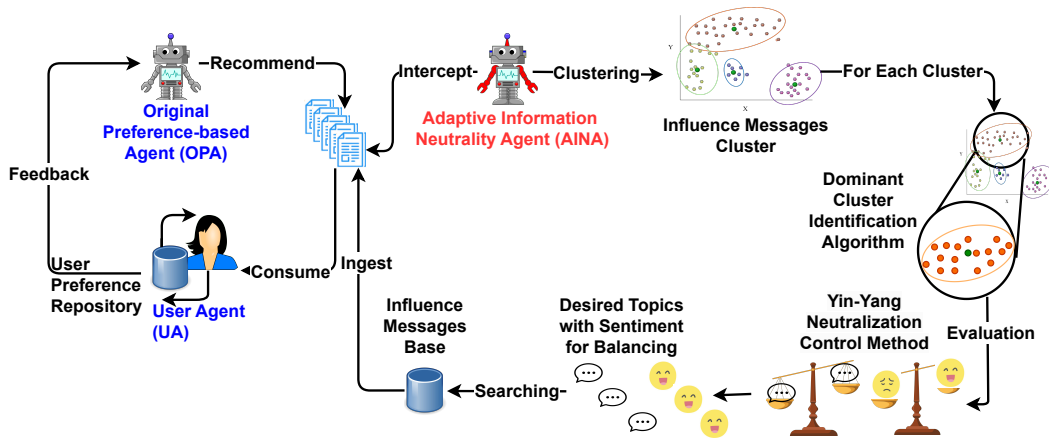 Recommend
Original
Preference-based
Agent (OPA)
Intercept
Adaptive Information
Neutrality Agent (AINA)
Clustering
Y
X
Influence Messages
Cluster
For Each Cluster
Y
X
Dominant
Cluster
Identification
Algorithm
Feedback
User
Preference
Repository
User Agent
(UA)
Consume
Ingest
Influence
Messages
Base
Searching
Desired Topics
with Sentiment
for Balancing
Yin-Yang
Neutralization
Control Method
Evaluation